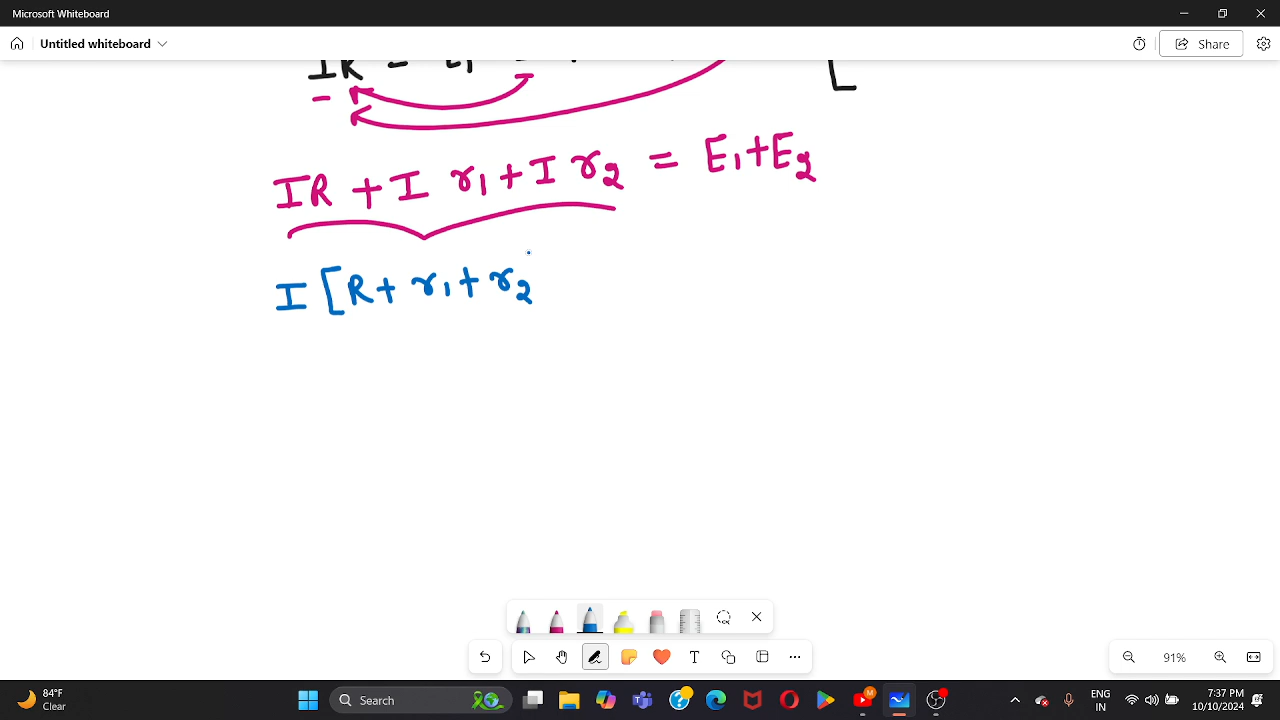 Microsoft Whiteboard
Untitled whiteboard
Share
IR + I r₁ + I r₂ = E₁ + E₂
I [R + r₁ + r₂
91%
84°F
Clear
Search
ENG
IN
7:37 PM
10/10/2024